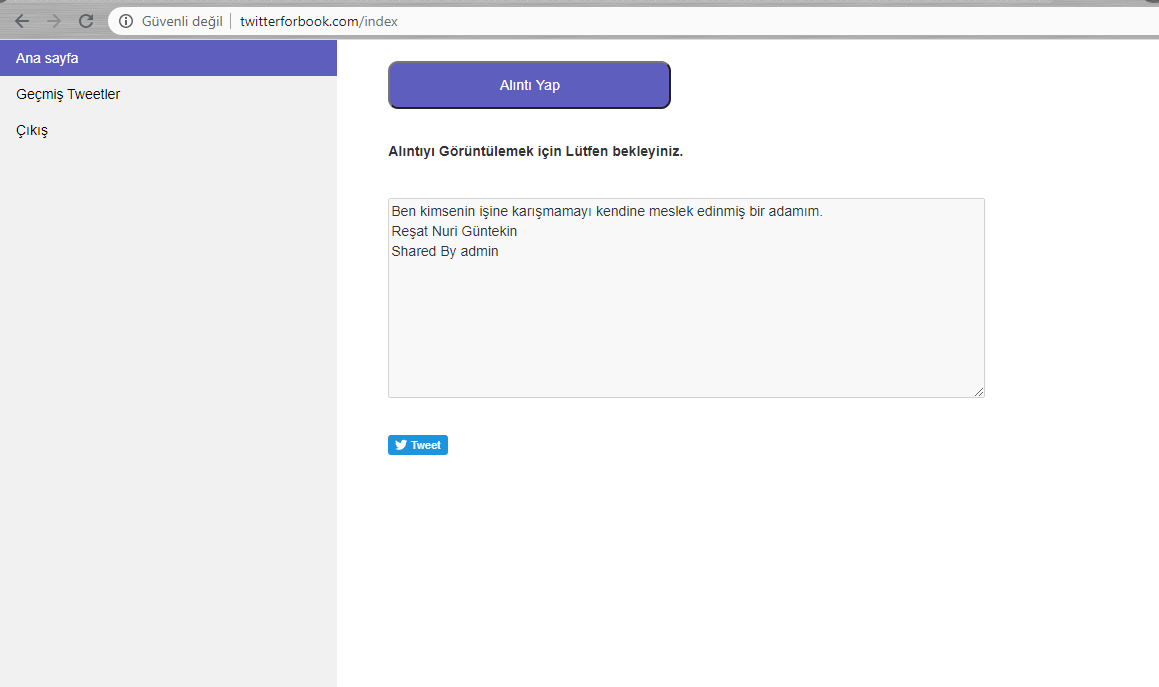 Güvenli değil
twitterforbook.com/index
Ana sayfa
Geçmiş Tweetler
Çıkış
Alıntı Yap
Alıntıyı Görüntülemek için Lütfen bekleyiniz.
Ben kimsenin işine karışmamayı kendine meslek edinmiş bir adamım.
Reşat Nuri Güntekin
Shared By admin
Tweet